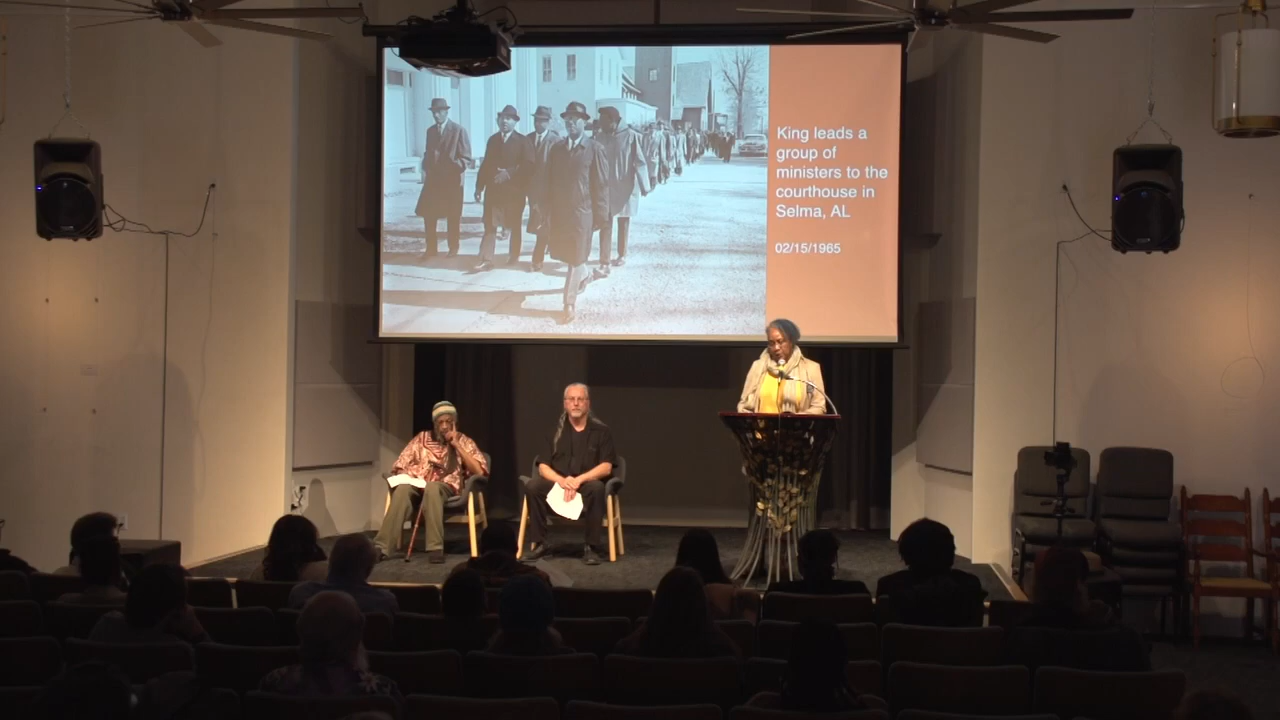 King leads a
group of
ministers to the
courthouse in
Selma, AL
02/15/1965